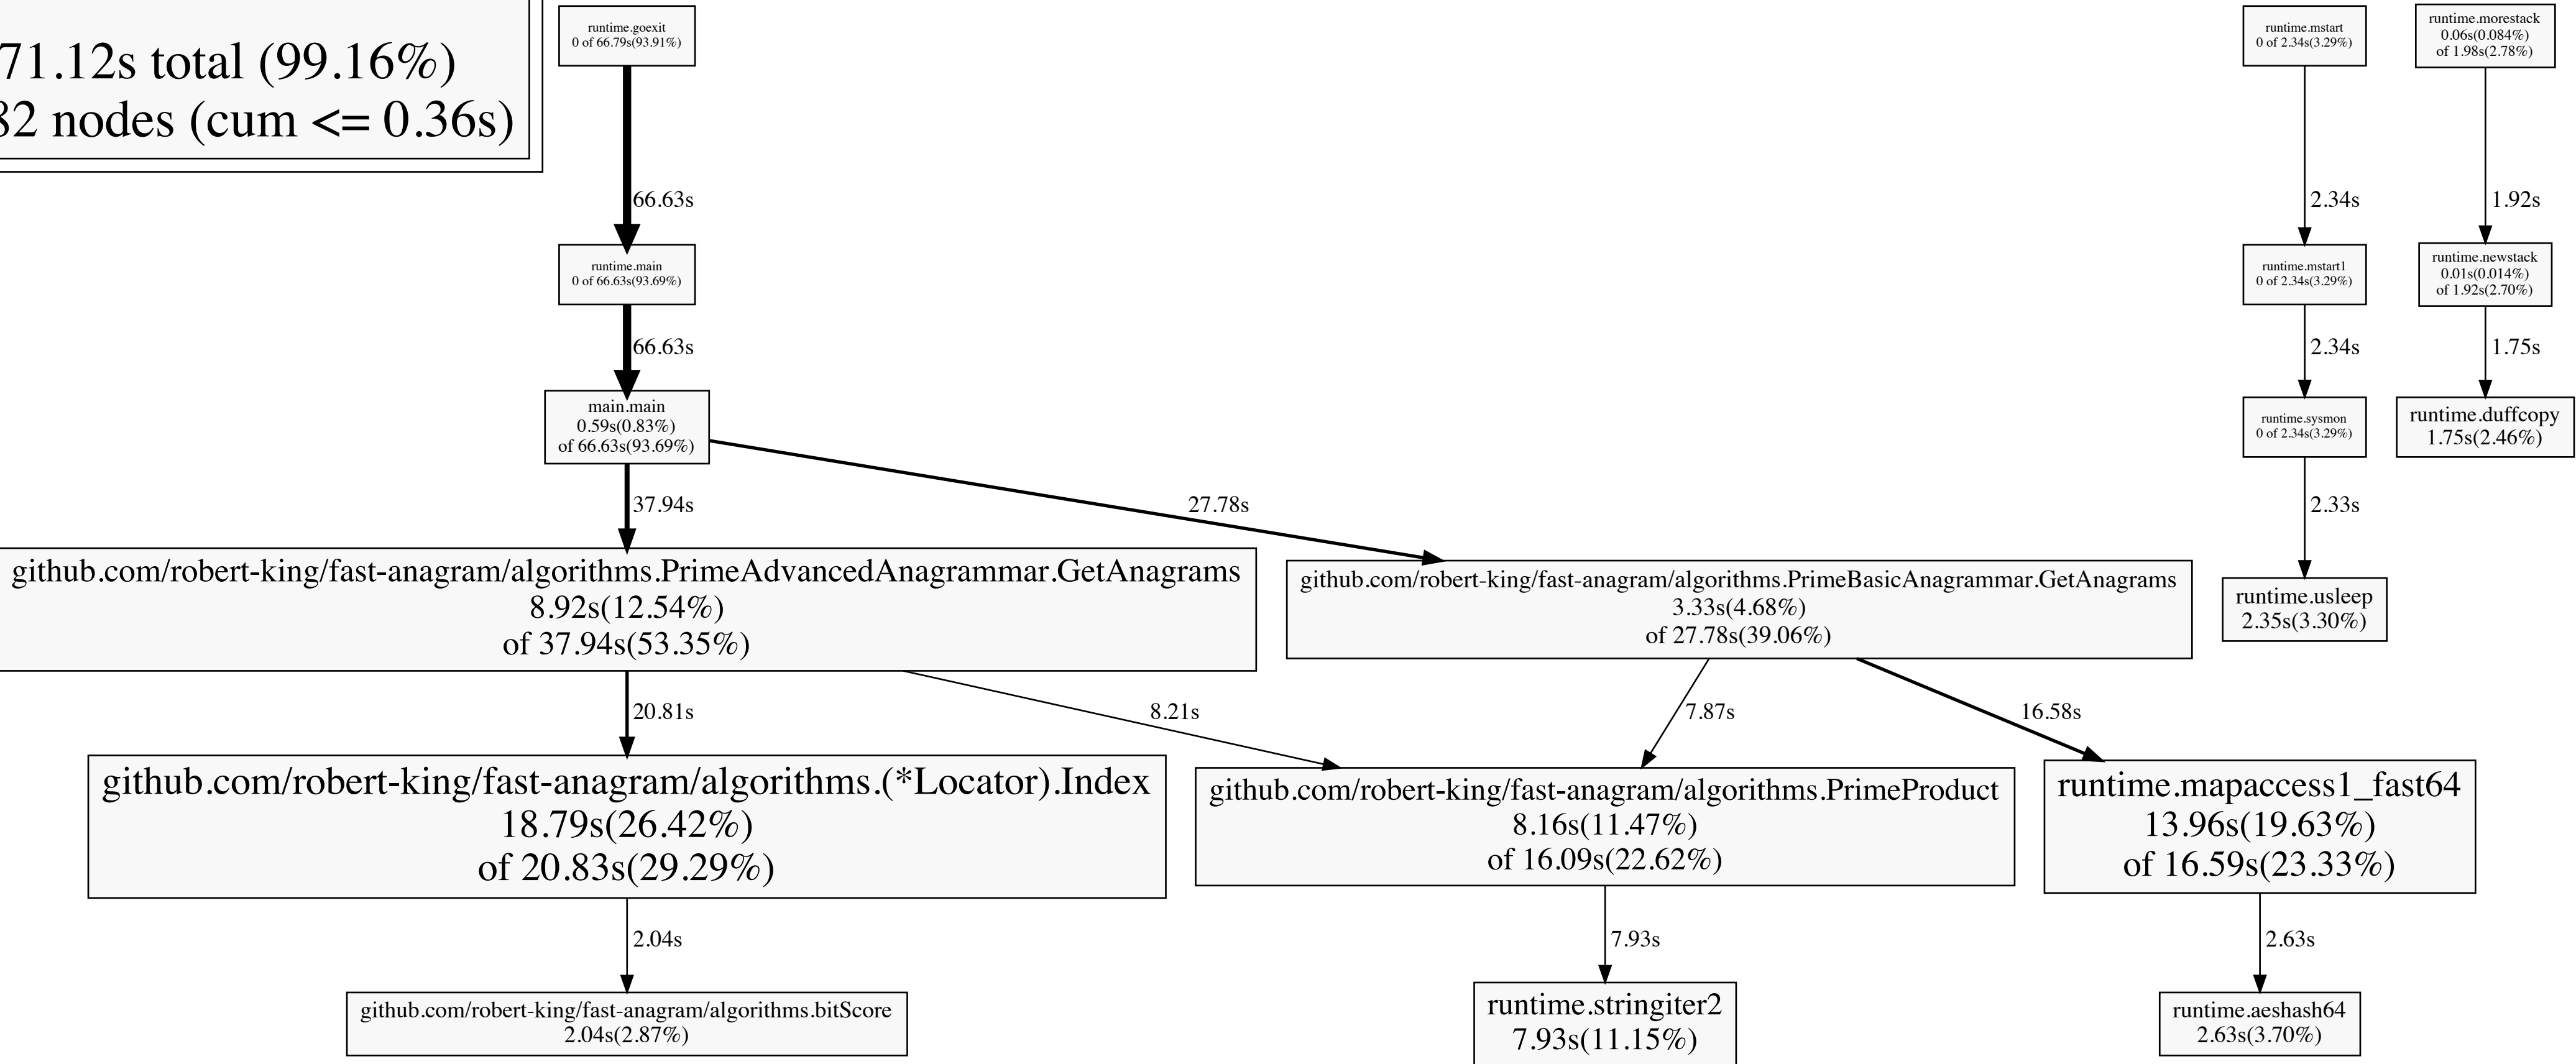 71.12s total (99.16%)
82 nodes (cum <= 0.36s)
runtime.goexit
0 of 66.79s(93.91%)
runtime.mstart
0 of 2.34s(3.29%)
runtime.morestack
0.06s(0.084%)
of 1.98s(2.78%)
66.63s
2.34s
1.92s
runtime.main
0 of 66.63s(93.69%)
runtime.mstart1
0 of 2.34s(3.29%)
runtime.newstack
0.01s(0.014%)
of 1.92s(2.70%)
66.63s
2.34s
1.75s
main.main
0.59s(0.83%)
of 66.63s(93.69%)
runtime.sysmon
0 of 2.34s(3.29%)
runtime.duffcopy
1.75s(2.46%)
37.94s
27.78s
2.33s
github.com/robert-king/fast-anagram/algorithms.PrimeAdvancedAnagrammar.GetAnagrams
8.92s(12.54%)
of 37.94s(53.35%)
github.com/robert-king/fast-anagram/algorithms.PrimeBasicAnagrammar.GetAnagrams
3.33s(4.68%)
of 27.78s(39.06%)
runtime.usleep
2.35s(3.30%)
20.81s
8.21s
7.87s
16.58s
github.com/robert-king/fast-anagram/algorithms.(*Locator).Index
18.79s(26.42%)
of 20.83s(29.29%)
github.com/robert-king/fast-anagram/algorithms.PrimeProduct
8.16s(11.47%)
of 16.09s(22.62%)
runtime.mapaccess1_fast64
13.96s(19.63%)
of 16.59s(23.33%)
2.04s
7.93s
2.63s
github.com/robert-king/fast-anagram/algorithms.bitScore
2.04s(2.87%)
runtime.stringiter2
7.93s(11.15%)
runtime.aeshash64
2.63s(3.70%)